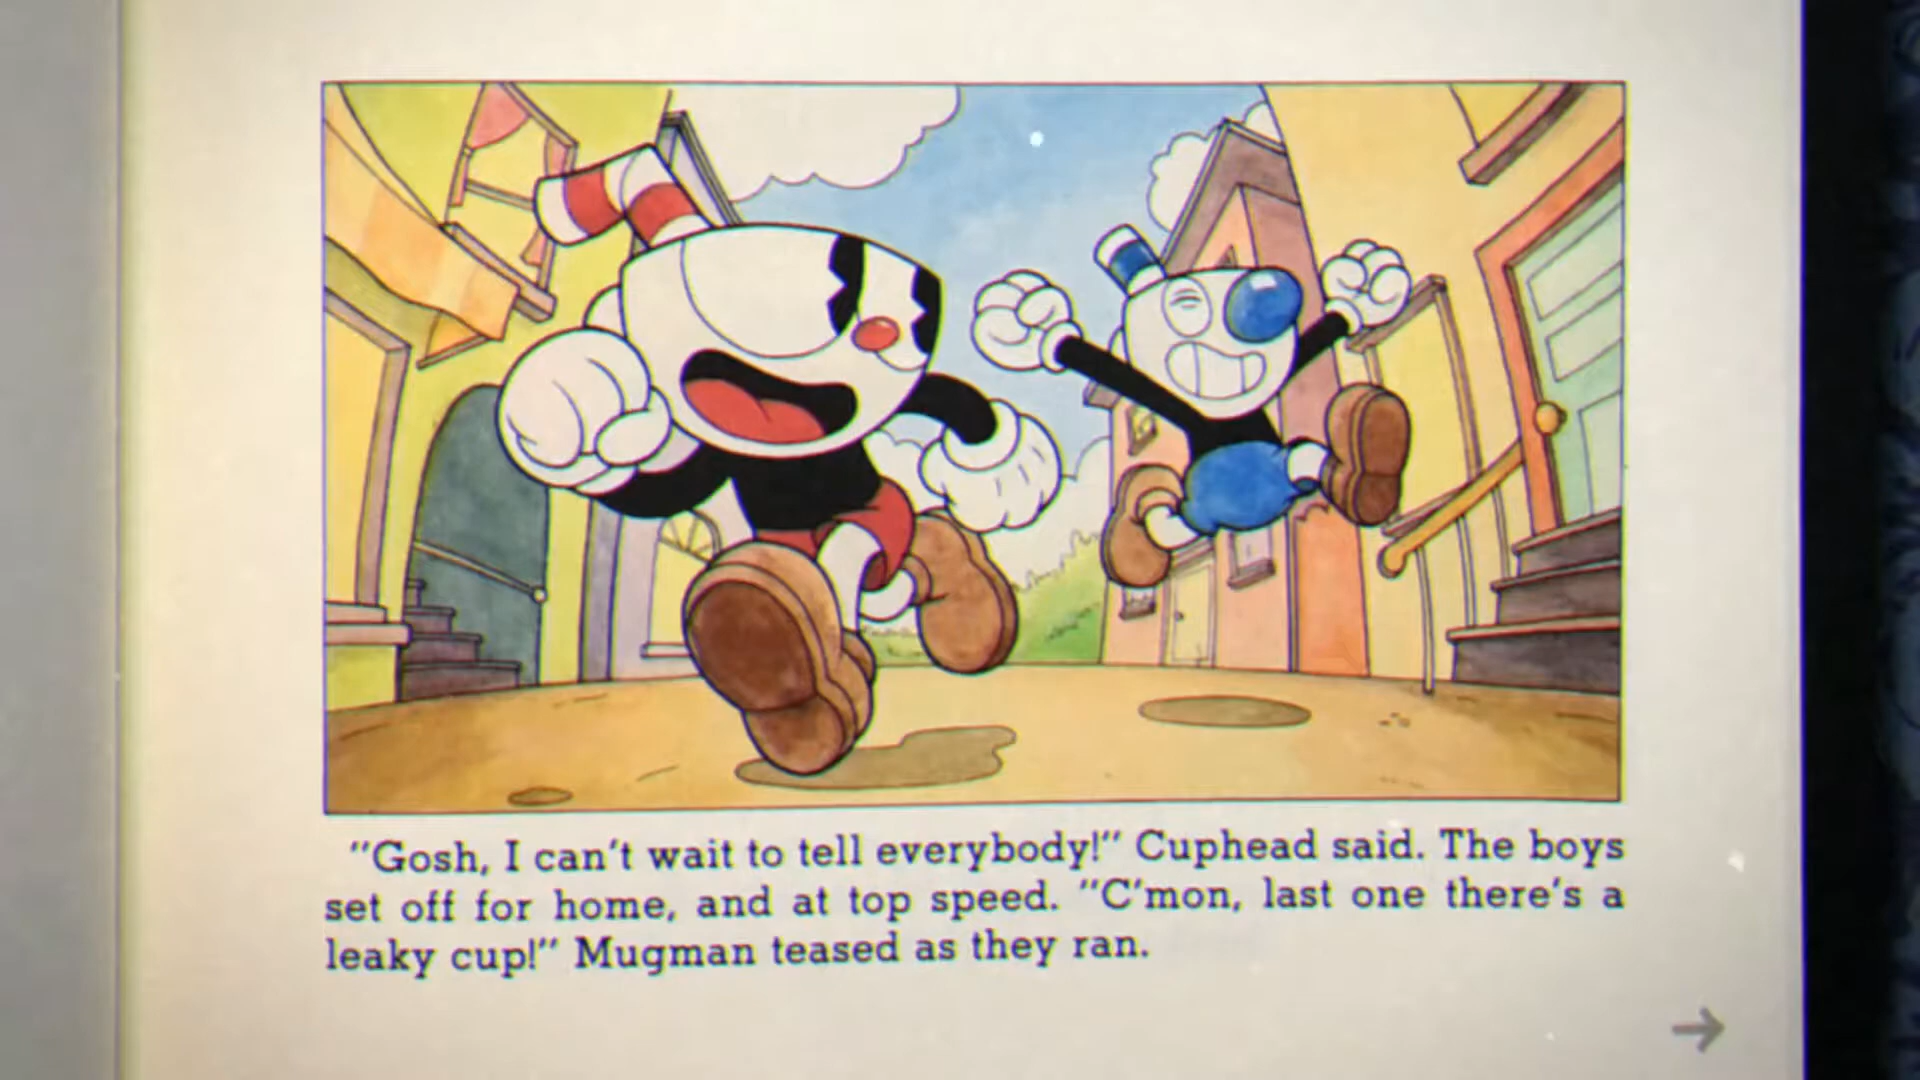 "Gosh, I can't wait to tell everybody!" Cuphead said. The boys
set off for home, and at top speed. "C'mon, last one there's a
leaky cup!" Mugman teased as they ran.